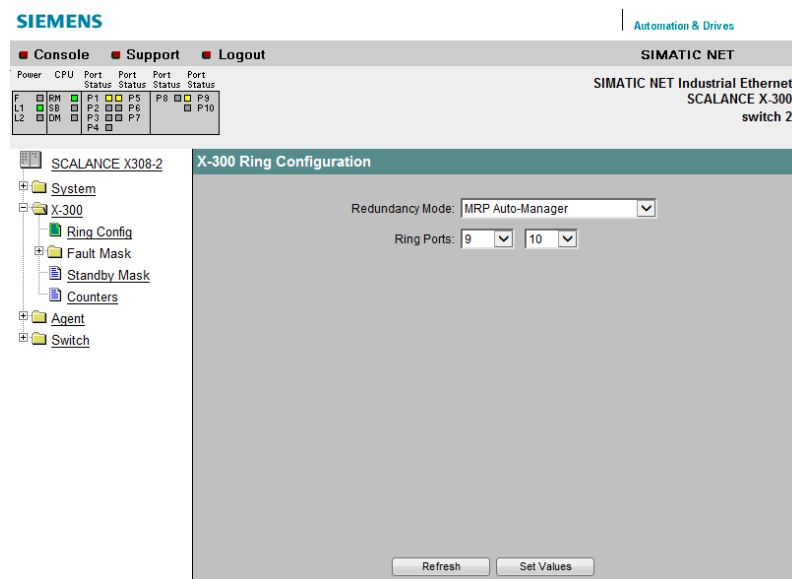 SIEMENS
Automation & Drives
Console Support Logout SIMATIC NET
Power CPU Port Status Port Status Port Status Port Status
F RM P1 P5 P8 P9
L1 SB P2 P6 P10
L2 DM P3 P7
P4
SIMATIC NET Industrial Ethernet
SCALANCE X-300
switch 2
SCALANCE X308-2
System
X-300
Ring Config
Fault Mask
Standby Mask
Counters
Agent
Switch
X-300 Ring Configuration
Redundancy Mode: MRP Auto-Manager
Ring Ports: 9 10
Refresh Set Values